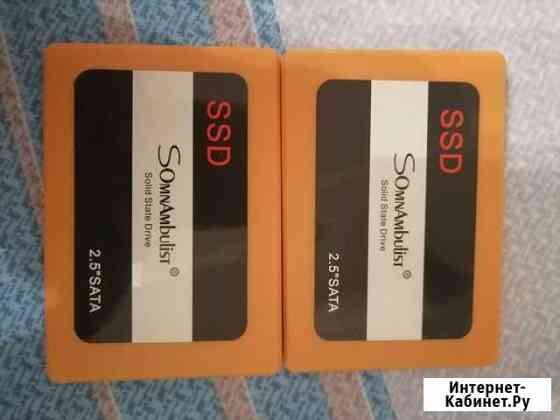 SSD
SOMNAMBULIST®
Solid State Drive
2.5"SATA
SSD
SOMNAMBULIST®
Solid State Drive
2.5"SATA
Интернет-
Кабинет.Ру